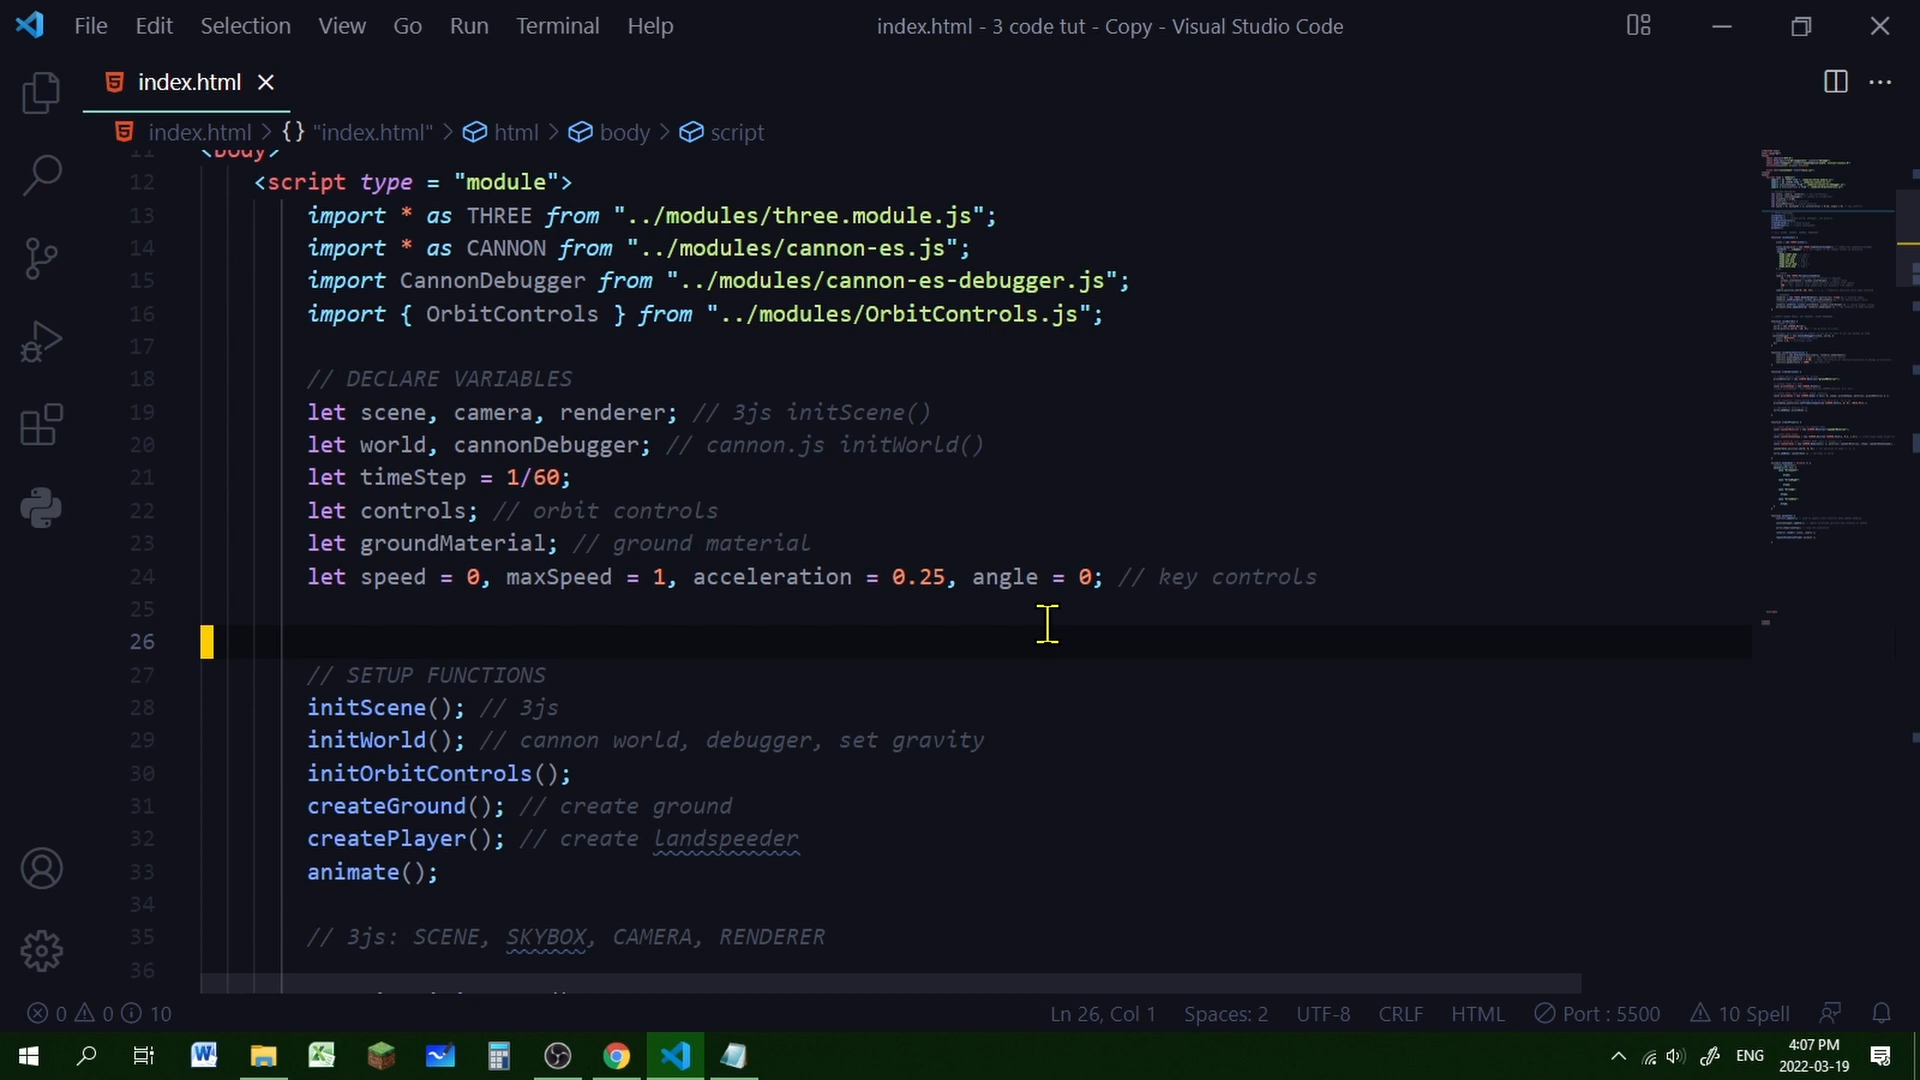 File Edit Selection View Go Run Terminal Help index.html - 3 code tut - Copy - Visual Studio Code
index.html
index.html > {} "index.html" > html > body > script
11 <body>
12 <script type = "module">
13 import * as THREE from "../modules/three.module.js";
14 import * as CANNON from "../modules/cannon-es.js";
15 import CannonDebugger from "../modules/cannon-es-debugger.js";
16 import { OrbitControls } from "../modules/OrbitControls.js";
17
18 // DECLARE VARIABLES
19 let scene, camera, renderer; // 3js initScene()
20 let world, cannonDebugger; // cannon.js initWorld()
21 let timeStep = 1/60;
22 let controls; // orbit controls
23 let groundMaterial; // ground material
24 let speed = 0, maxSpeed = 1, acceleration = 0.25, angle = 0; // key controls
25
26
27 // SETUP FUNCTIONS
28 initScene(); // 3js
29 initWorld(); // cannon world, debugger, set gravity
30 initOrbitControls();
31 createGround(); // create ground
32 createPlayer(); // create landspeeder
33 animate();
34
35 // 3js: SCENE, SKYBOX, CAMERA, RENDERER
36
0 0 10 Ln 26, Col 1 Spaces: 2 UTF-8 CRLF HTML Port : 5500 10 Spell
ENG 4:07 PM
2022-03-19